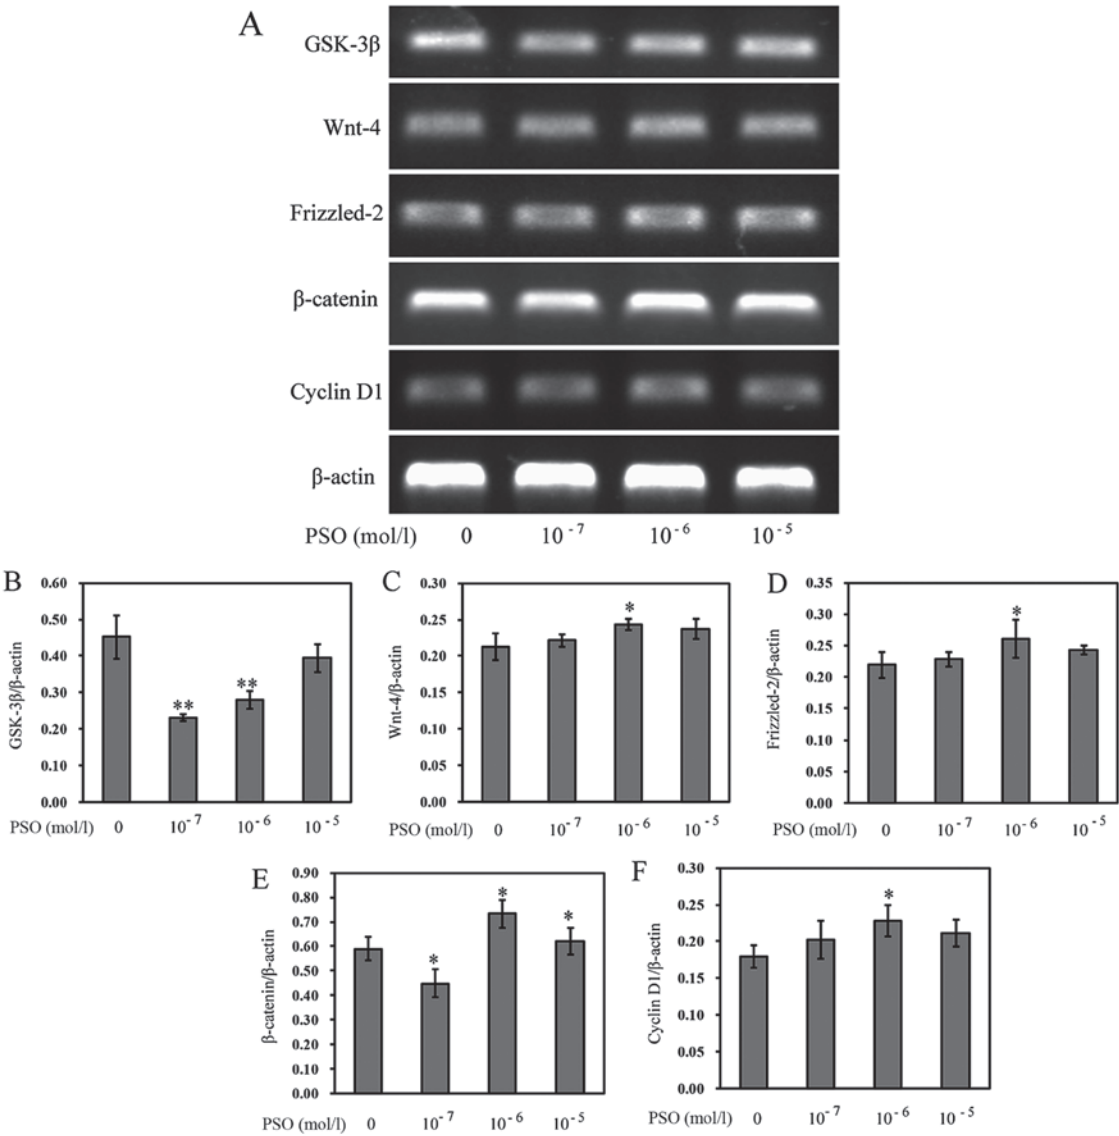 A
GSK-3β
Wnt-4
Frizzled-2
β-catenin
Cyclin D1
β-actin
PSO (mol/l) 0 10⁻⁷ 10⁻⁶ 10⁻⁵
B
GSK-3β/β-actin
0.60
0.50
0.40
0.30
0.20
0.10
0.00
** **
PSO (mol/l) 0 10⁻⁷ 10⁻⁶ 10⁻⁵
C
Wnt-4/β-actin
0.30
0.25
0.20
0.15
0.10
0.05
0.00
*
PSO (mol/l) 0 10⁻⁷ 10⁻⁶ 10⁻⁵
D
Frizzled-2/β-actin
0.35
0.30
0.25
0.20
0.15
0.10
0.05
0.00
*
PSO (mol/l) 0 10⁻⁷ 10⁻⁶ 10⁻⁵
E
β-catenin/β-actin
0.90
0.80
0.70
0.60
0.50
0.40
0.30
0.20
0.10
0.00
* * *
PSO (mol/l) 0 10⁻⁷ 10⁻⁶ 10⁻⁵
F
Cyclin D1/β-actin
0.30
0.25
0.20
0.15
0.10
0.05
0.00
*
PSO (mol/l) 0 10⁻⁷ 10⁻⁶ 10⁻⁵